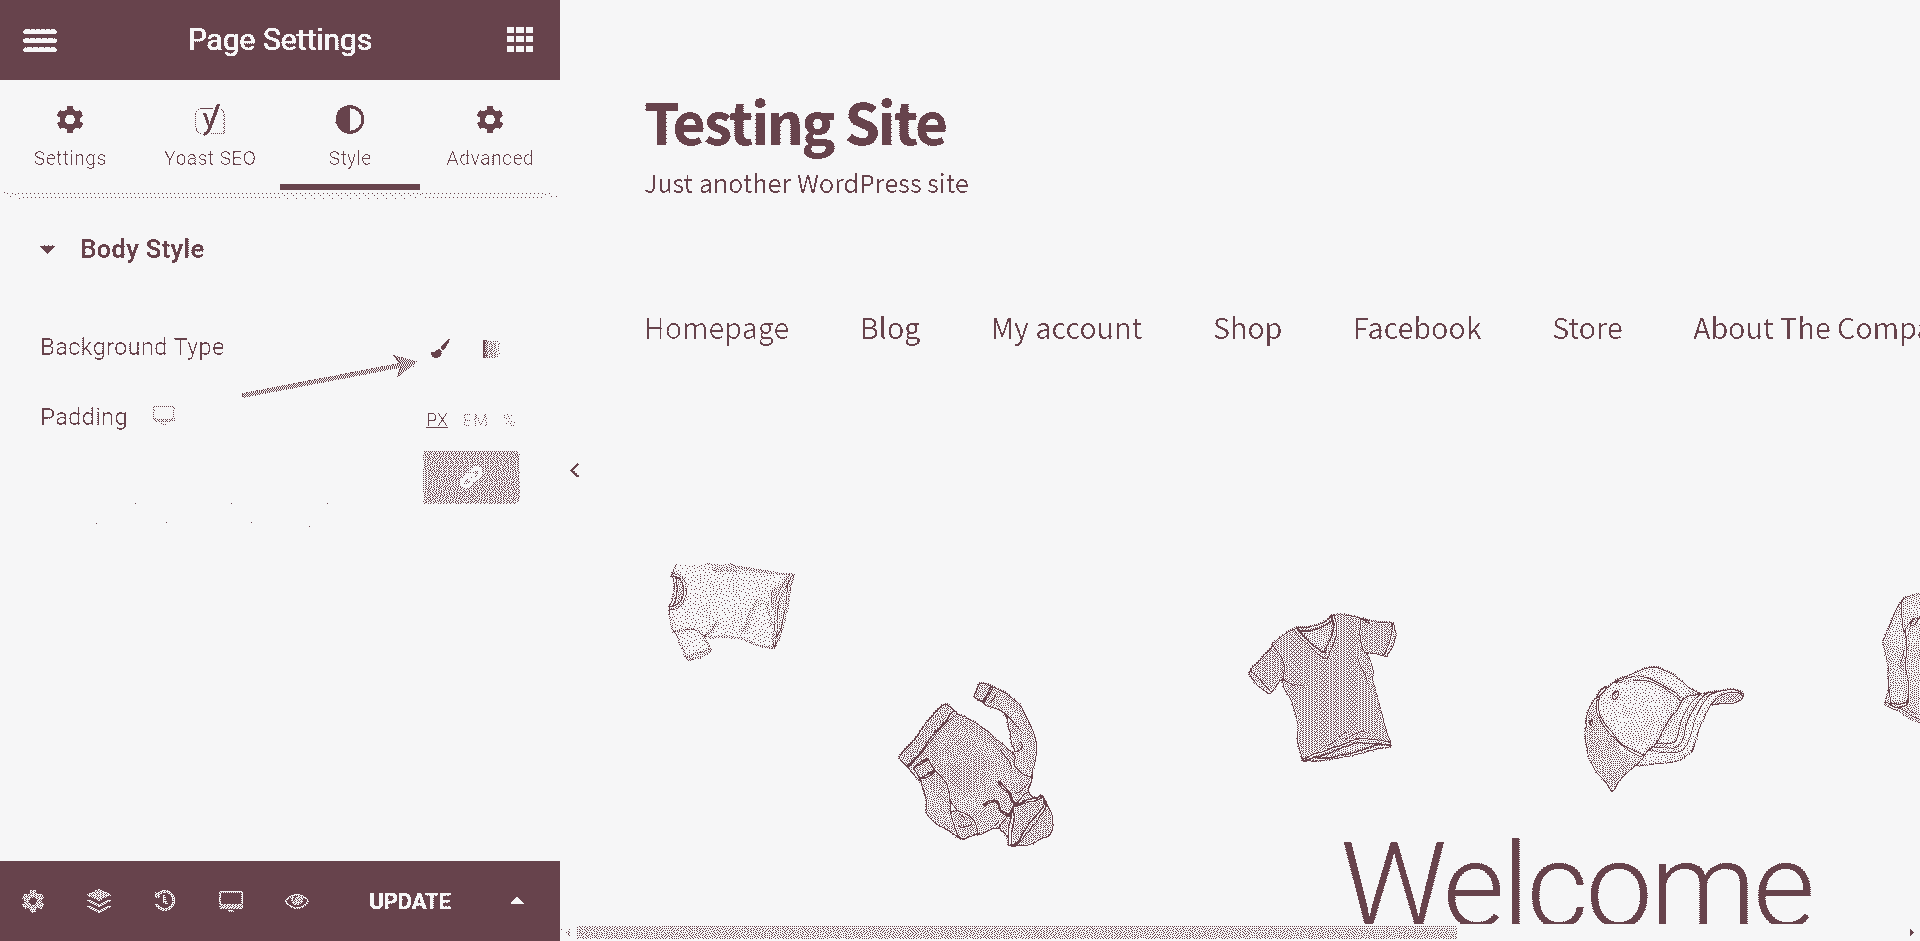 Page Settings
Settings
Yoast SEO
Style
Advanced
Body Style
Background Type
Padding
PX EM %
UPDATE
Testing Site
Just another WordPress site
Homepage Blog My account Shop Facebook Store About The Compa
Welcome